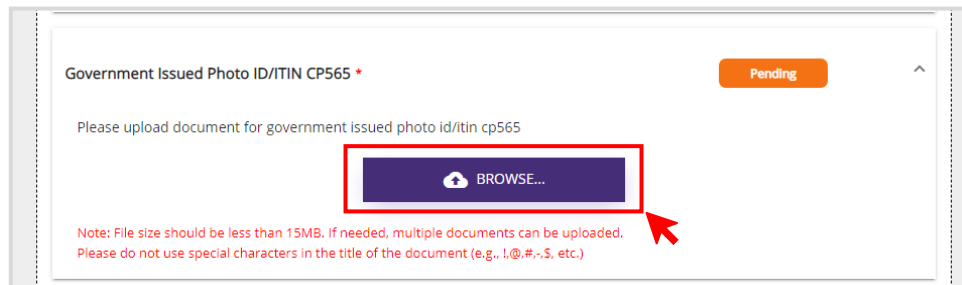 Government Issued Photo ID/ITIN CP565 *
Pending
Please upload document for government issued photo id/itin cp565
BROWSE...
Note: File size should be less than 15MB. If needed, multiple documents can be uploaded.
Please do not use special characters in the title of the document (e.g., !,@,#,-,$, etc.)